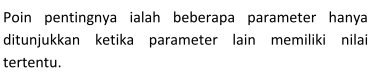 Poin pentingnya ialah beberapa parameter hanya
ditunjukkan ketika parameter lain memiliki nilai
tertentu.